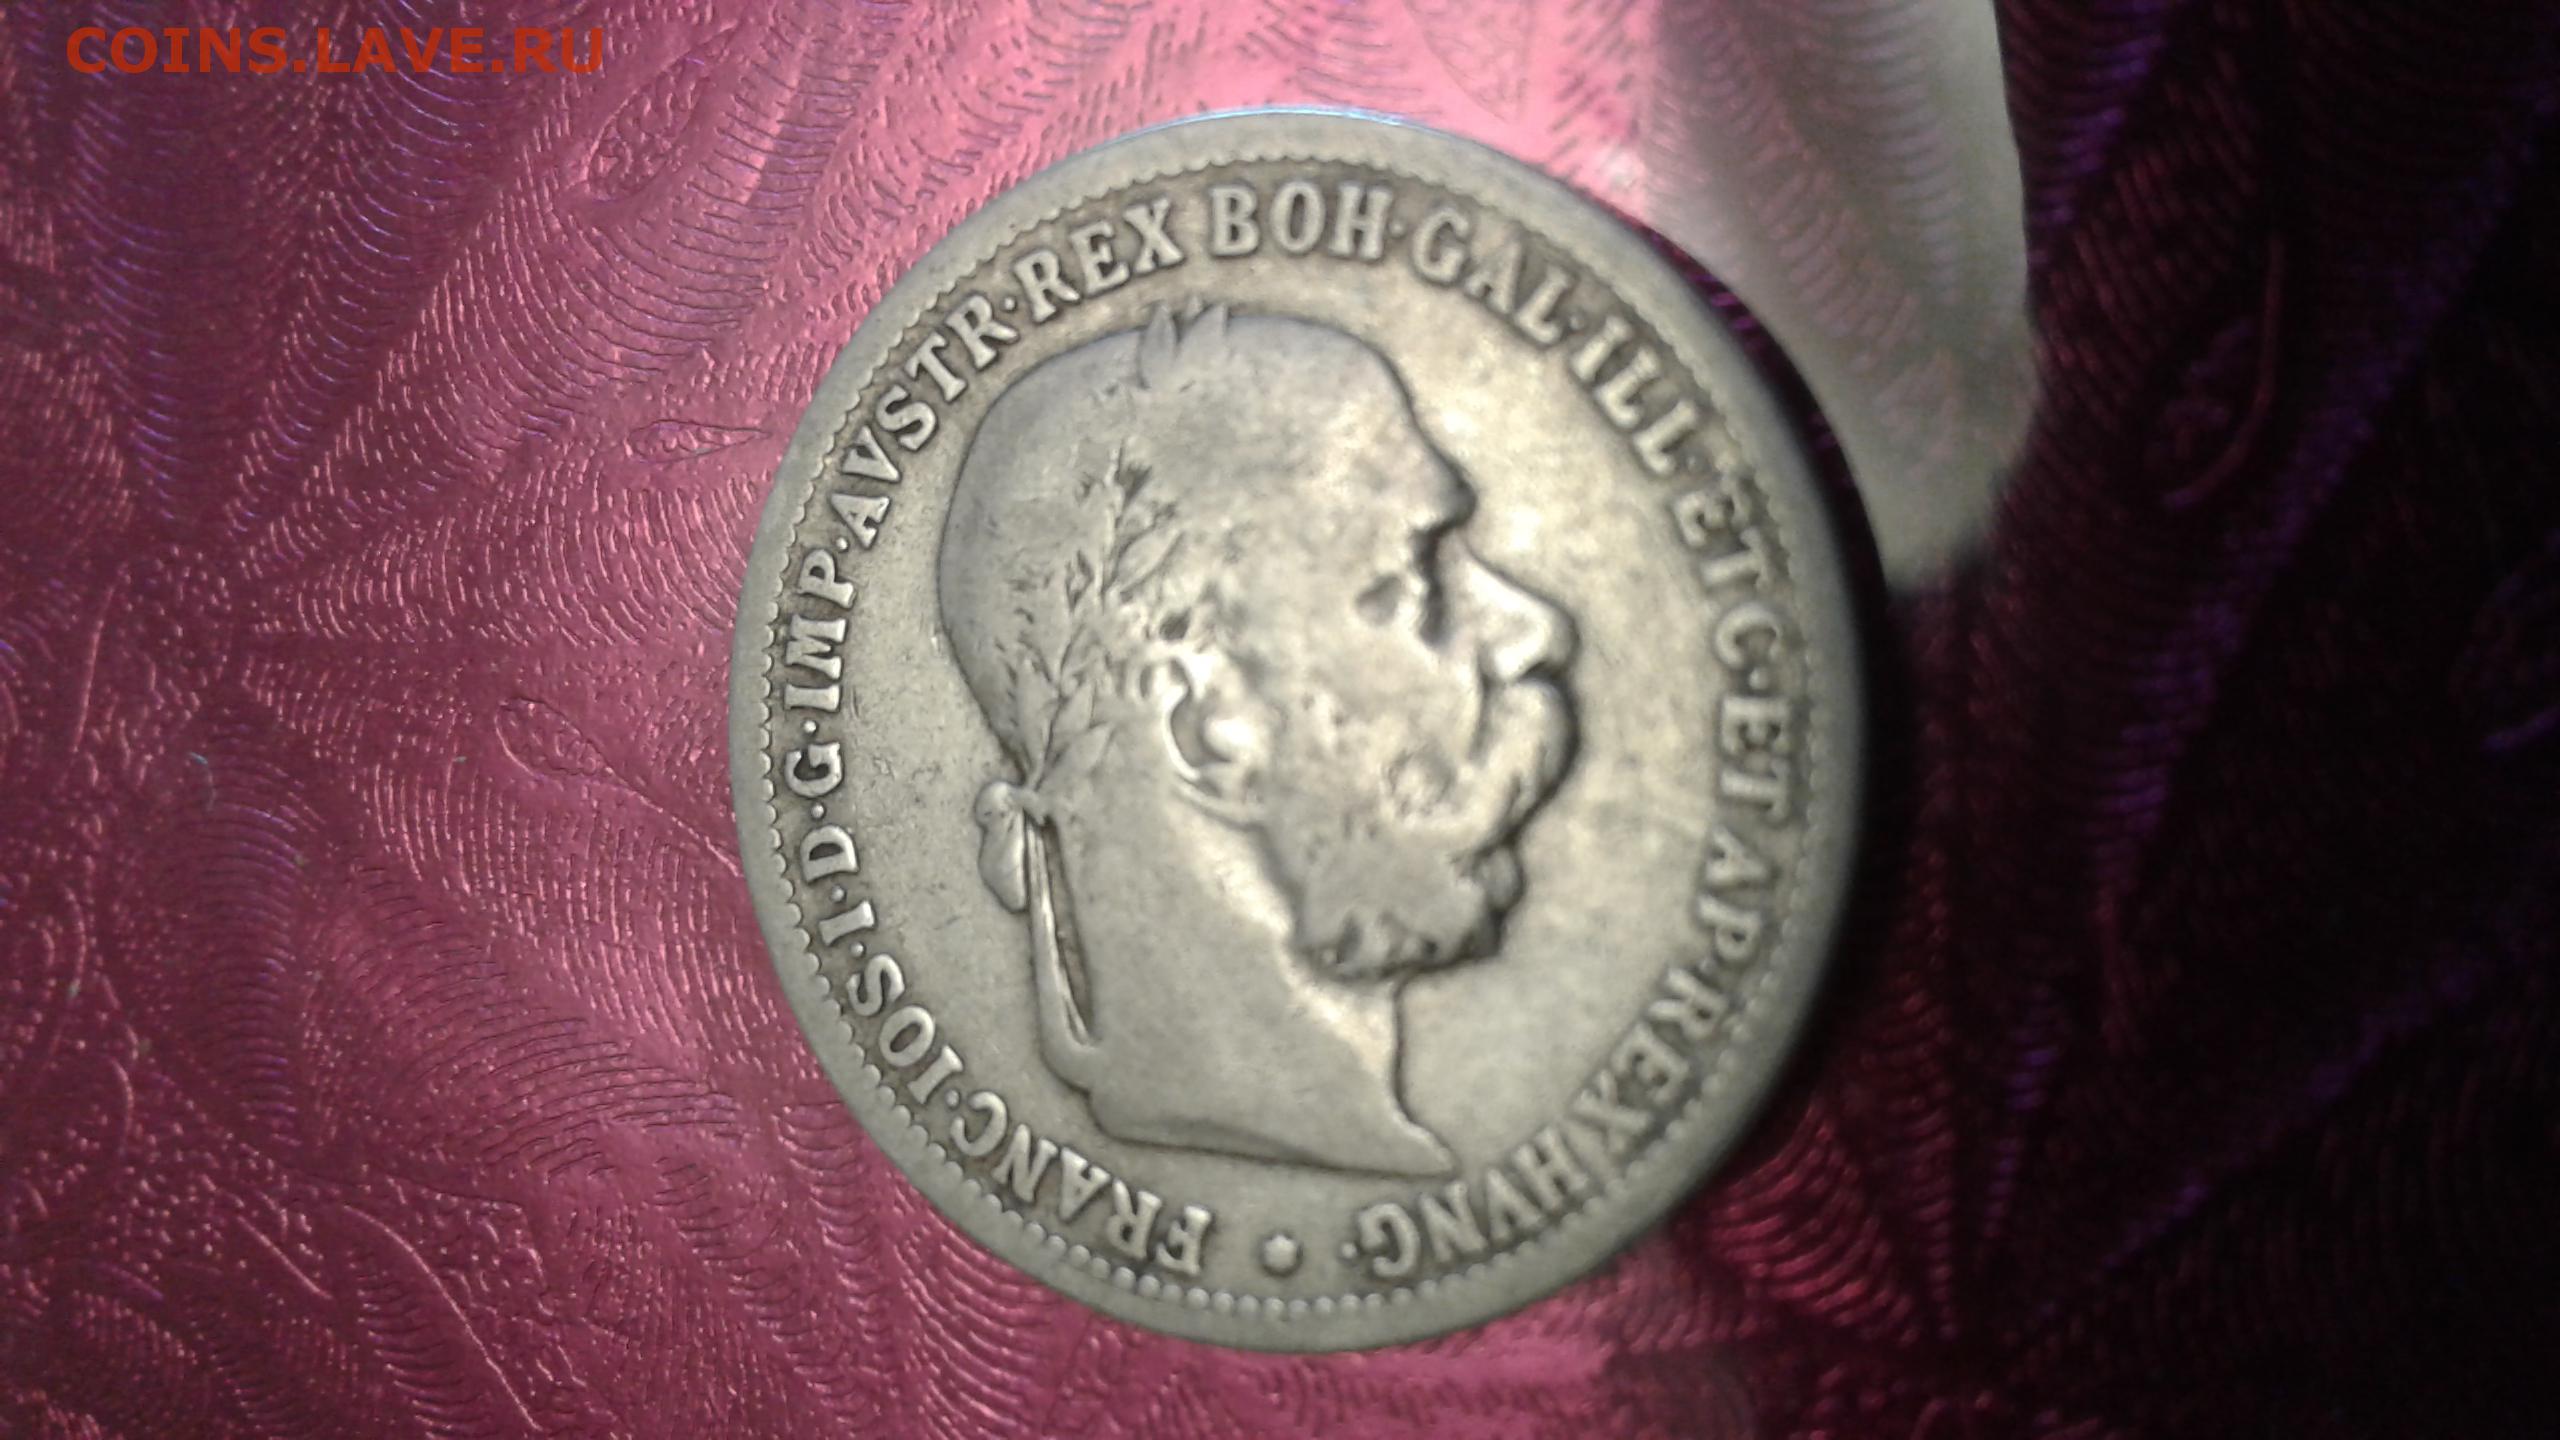 COINS.LAVE.RU
FRANC·IOS·I·D·G·IMP·AVSTR·REX BOH·GAL·ILL·ETC·ET AP·REX HVNG·